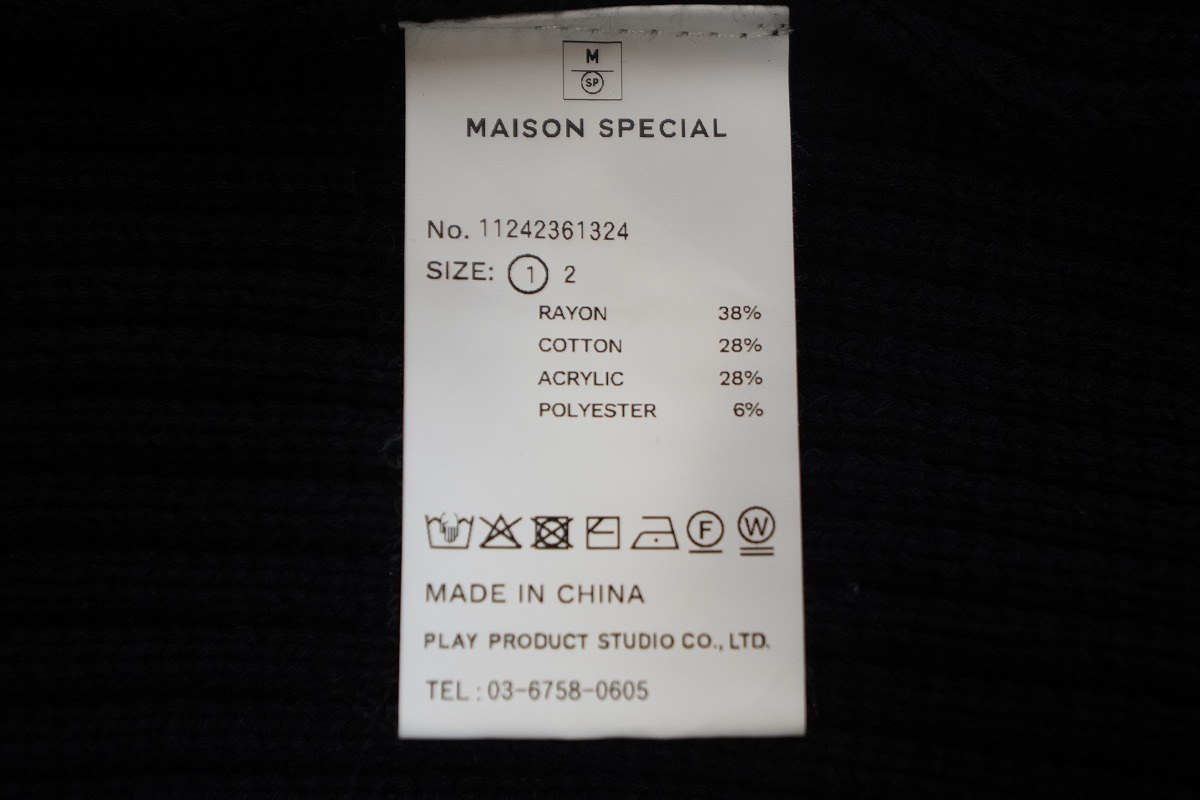 M
SP
MAISON SPECIAL
No. 11242361324
SIZE: 1 2
RAYON 38%
COTTON 28%
ACRYLIC 28%
POLYESTER 6%
F W
MADE IN CHINA
PLAY PRODUCT STUDIO CO., LTD.
TEL : 03-6758-0605